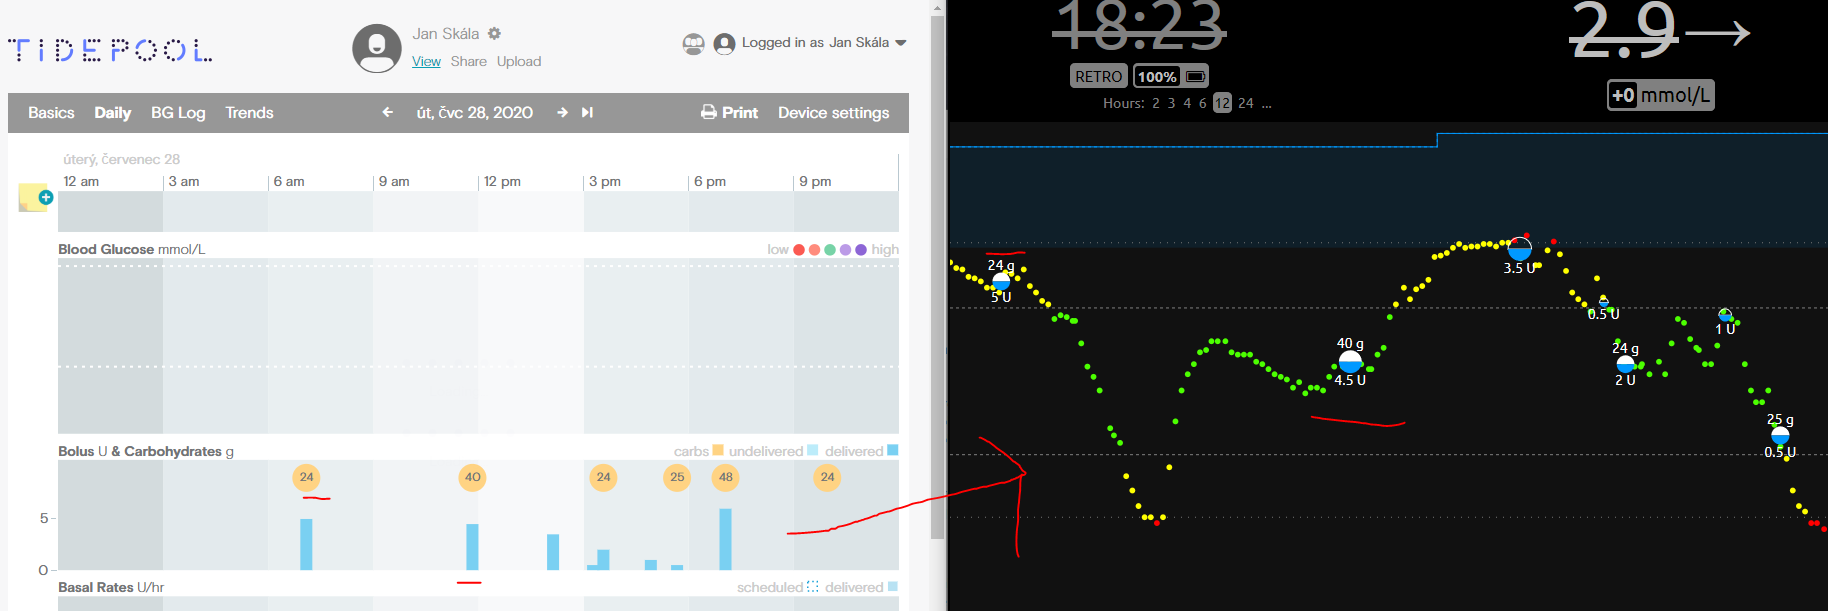 TIDEPOOL
Jan Skála
View Share Upload
Logged in as Jan Skála
Basics Daily BG Log Trends
út, čvc 28, 2020
Print Device settings
úterý, červenec 28
12 am 3 am 6 am 9 am 12 pm 3 pm 6 pm 9 pm
Blood Glucose mmol/L
low high
Bolus U & Carbohydrates g
carbs undelivered delivered
24 40 24 25 48 24
5
0
Basal Rates U/hr
scheduled delivered
18:23
RETRO 100%
Hours: 2 3 4 6 12 24 ...
2.9→
+0 mmol/L
24 g
5 U
40 g
4.5 U
3.5 U
0.5 U
24 g
2 U
1 U
25 g
0.5 U